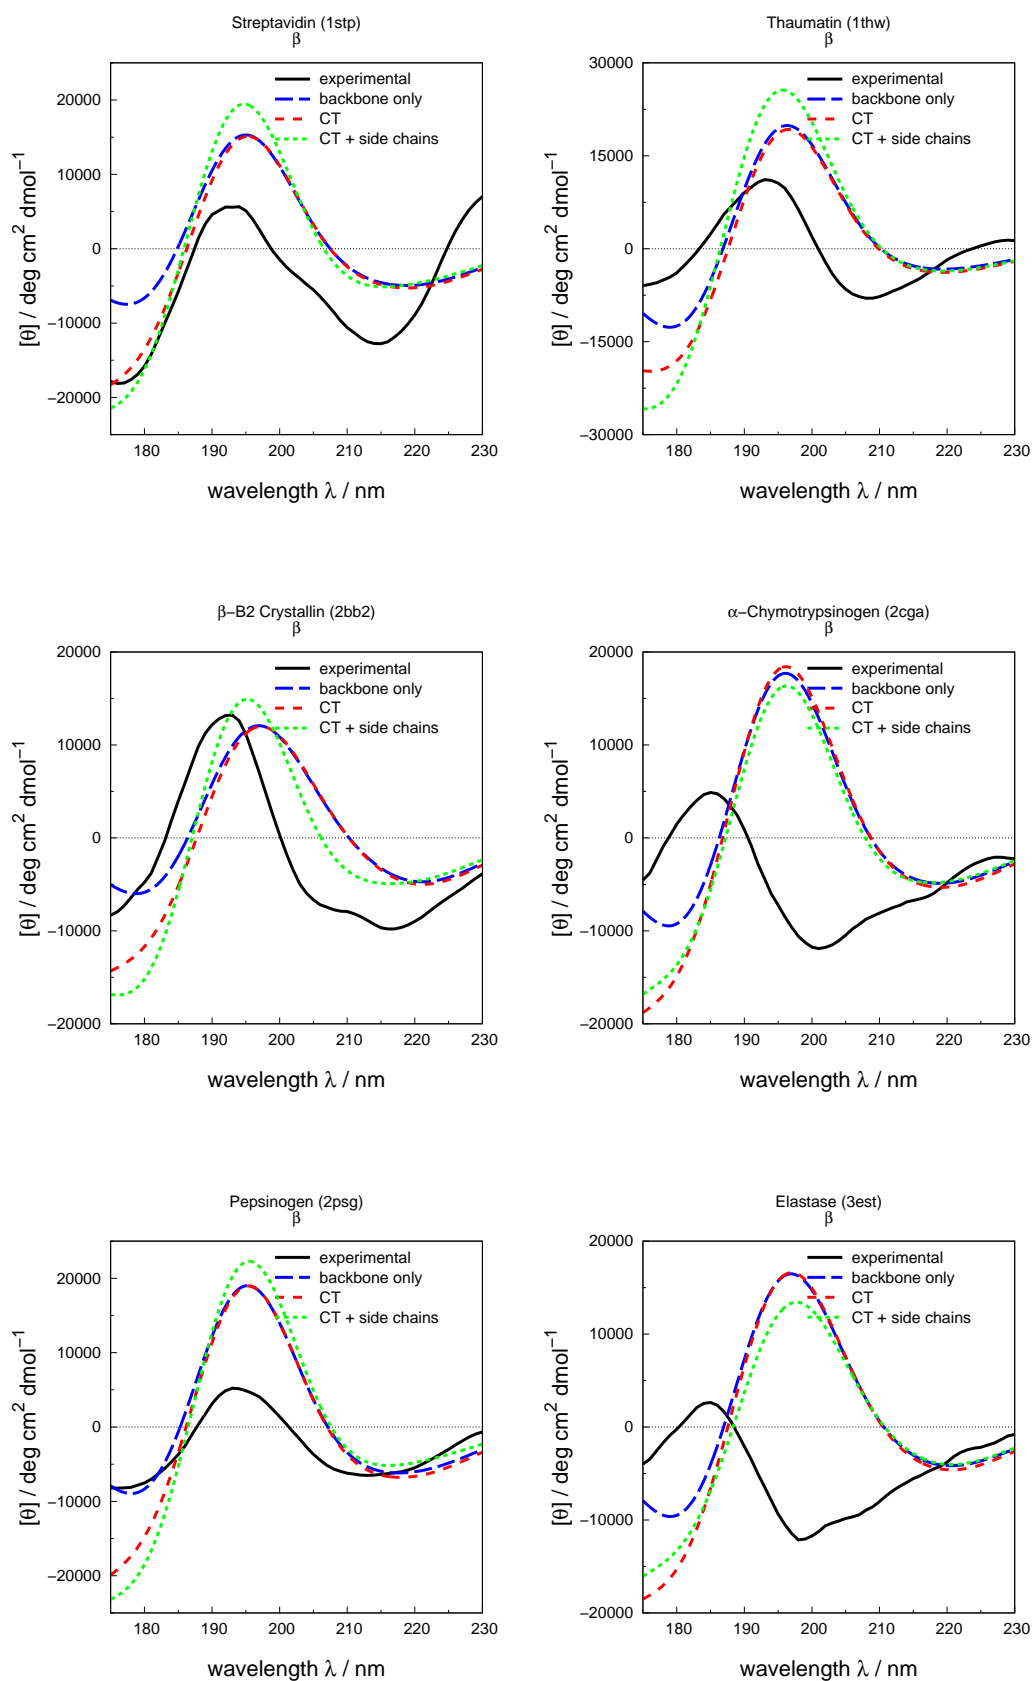 Streptavidin (1stp)
β
experimental
backbone only
CT
CT + side chains
20000
10000
0
−10000
−20000
[θ] / deg cm² dmol⁻¹
180 190 200 210 220 230
wavelength λ / nm
Thaumatin (1thw)
β
experimental
backbone only
CT
CT + side chains
30000
15000
0
−15000
−30000
[θ] / deg cm² dmol⁻¹
180 190 200 210 220 230
wavelength λ / nm
β−B2 Crystallin (2bb2)
β
experimental
backbone only
CT
CT + side chains
20000
10000
0
−10000
−20000
[θ] / deg cm² dmol⁻¹
180 190 200 210 220 230
wavelength λ / nm
α−Chymotrypsinogen (2cga)
β
experimental
backbone only
CT
CT + side chains
20000
10000
0
−10000
−20000
[θ] / deg cm² dmol⁻¹
180 190 200 210 220 230
wavelength λ / nm
Pepsinogen (2psg)
β
experimental
backbone only
CT
CT + side chains
20000
10000
0
−10000
−20000
[θ] / deg cm² dmol⁻¹
180 190 200 210 220 230
wavelength λ / nm
Elastase (3est)
β
experimental
backbone only
CT
CT + side chains
20000
10000
0
−10000
−20000
[θ] / deg cm² dmol⁻¹
180 190 200 210 220 230
wavelength λ / nm